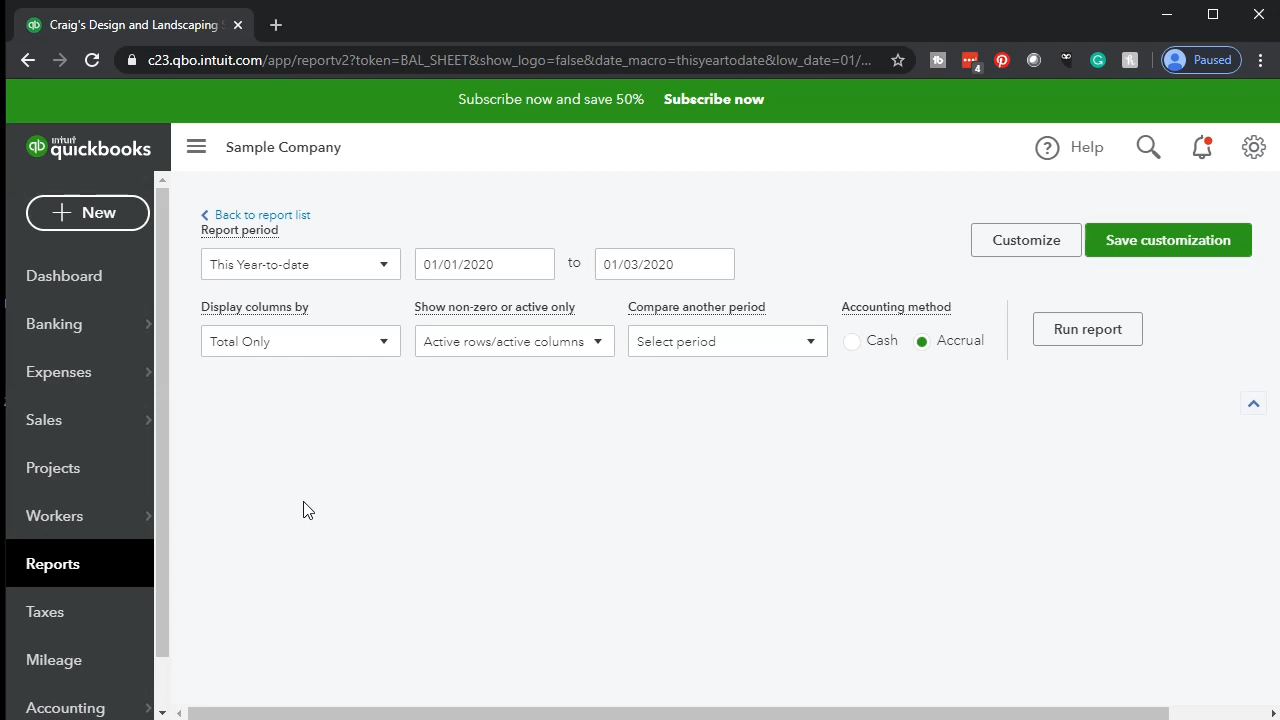 Craig's Design and Landscaping
c23.qbo.intuit.com/app/reportv2?token=BAL_SHEET&show_logo=false&date_macro=thisyeartodate&low_date=01/...
4
Paused
Subscribe now and save 50% Subscribe now
intuit
quickbooks
Sample Company
Help
New
Dashboard
Banking
Expenses
Sales
Projects
Workers
Reports
Taxes
Mileage
Accounting
Back to report list
Report period
This Year-to-date
01/01/2020
to
01/03/2020
Customize
Save customization
Display columns by
Show non-zero or active only
Compare another period
Accounting method
Total Only
Active rows/active columns
Select period
Cash
Accrual
Run report